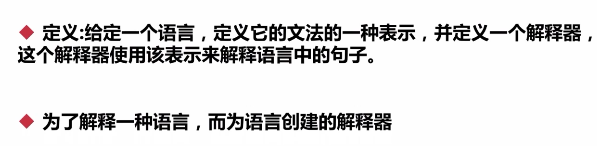 ◆ 定义:给定一个语言，定义它的文法的一种表示，并定义一个解释器，
这个解释器使用该表示来解释语言中的句子。
◆ 为了解释一种语言，而为语言创建的解释器